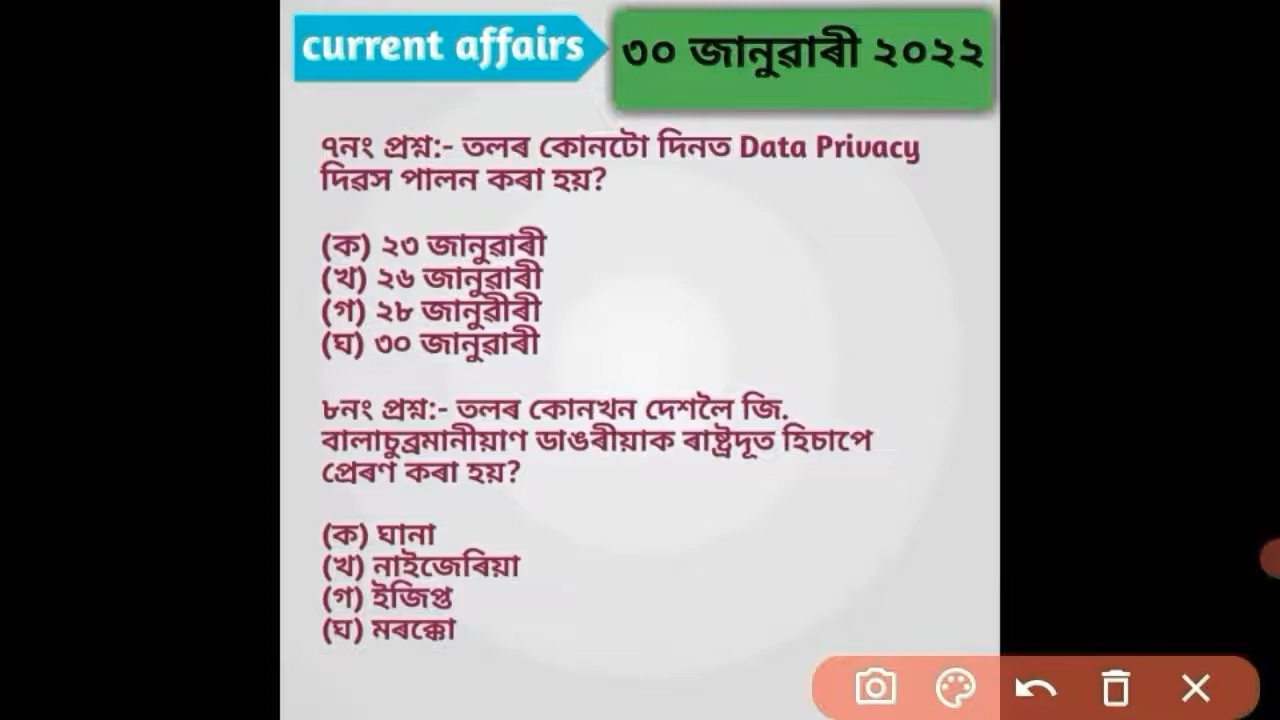 current affairs
৩০ জানুৱাৰী ২০২২
৭নং প্ৰশ্ন:- তলৰ কোনটো দিনত Data Privacy
দিৱস পালন কৰা হয়?
(ক) ২৩ জানুৱাৰী
(খ) ২৬ জানুৱাৰী
(গ) ২৮ জানুৱীৰী
(ঘ) ৩০ জানুৱাৰী
৮নং প্ৰশ্ন:- তলৰ কোনখন দেশলৈ জি.
বালাচুব্ৰমানীয়াণ ডাঙৰীয়াক ৰাষ্ট্ৰদূত হিচাপে
প্ৰেৰণ কৰা হয়?
(ক) ঘানা
(খ) নাইজেৰিয়া
(গ) ইজিপ্ত
(ঘ) মৰক্কো